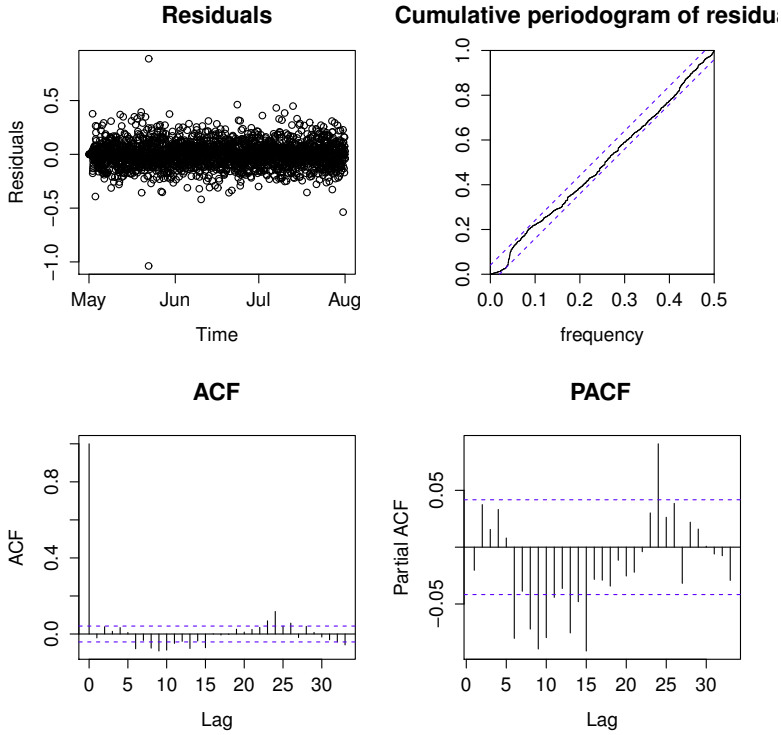 Residuals
Residuals
0.5
0.0
−0.5
−1.0
May
Jun
Jul
Aug
Time
Cumulative periodogram of residua
1.0
0.8
0.6
0.4
0.2
0.0
0.0
0.1
0.2
0.3
0.4
0.5
frequency
ACF
ACF
0.8
0.4
0.0
0
5
10
15
20
25
30
Lag
PACF
Partial ACF
0.05
−0.05
0
5
10
15
20
25
30
Lag